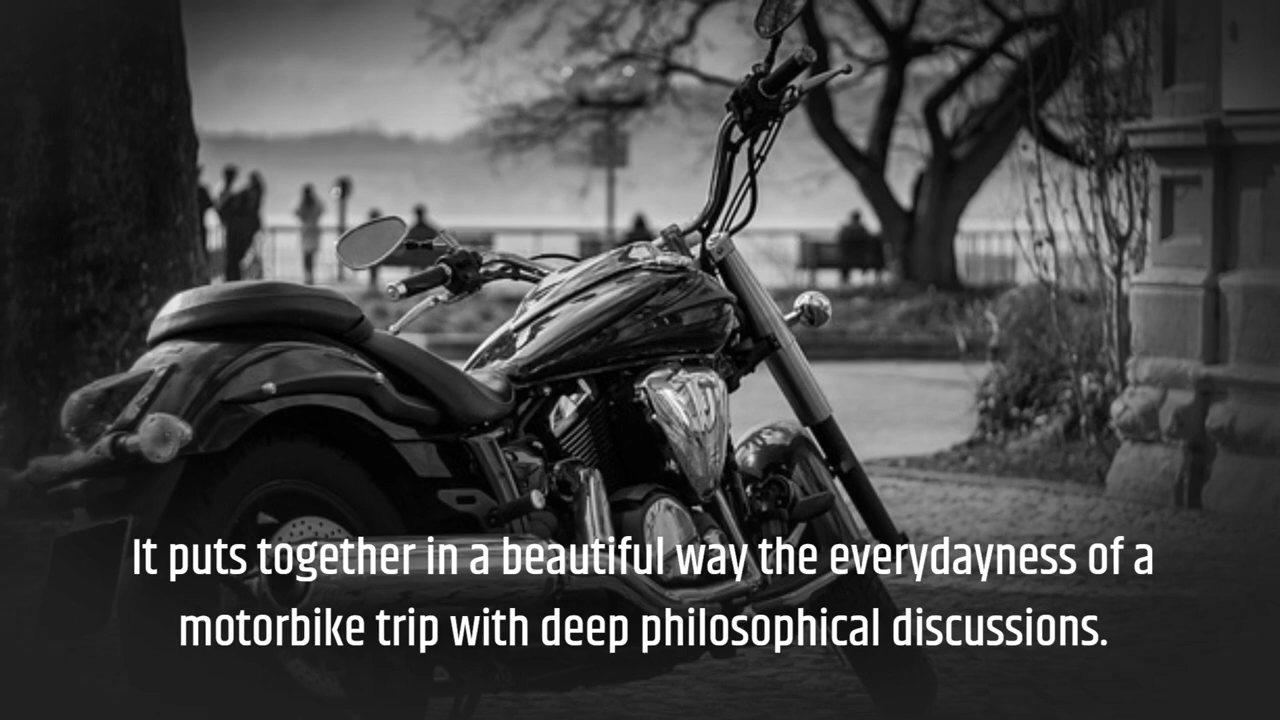 It puts together in a beautiful way the everydayness of a
motorbike trip with deep philosophical discussions.